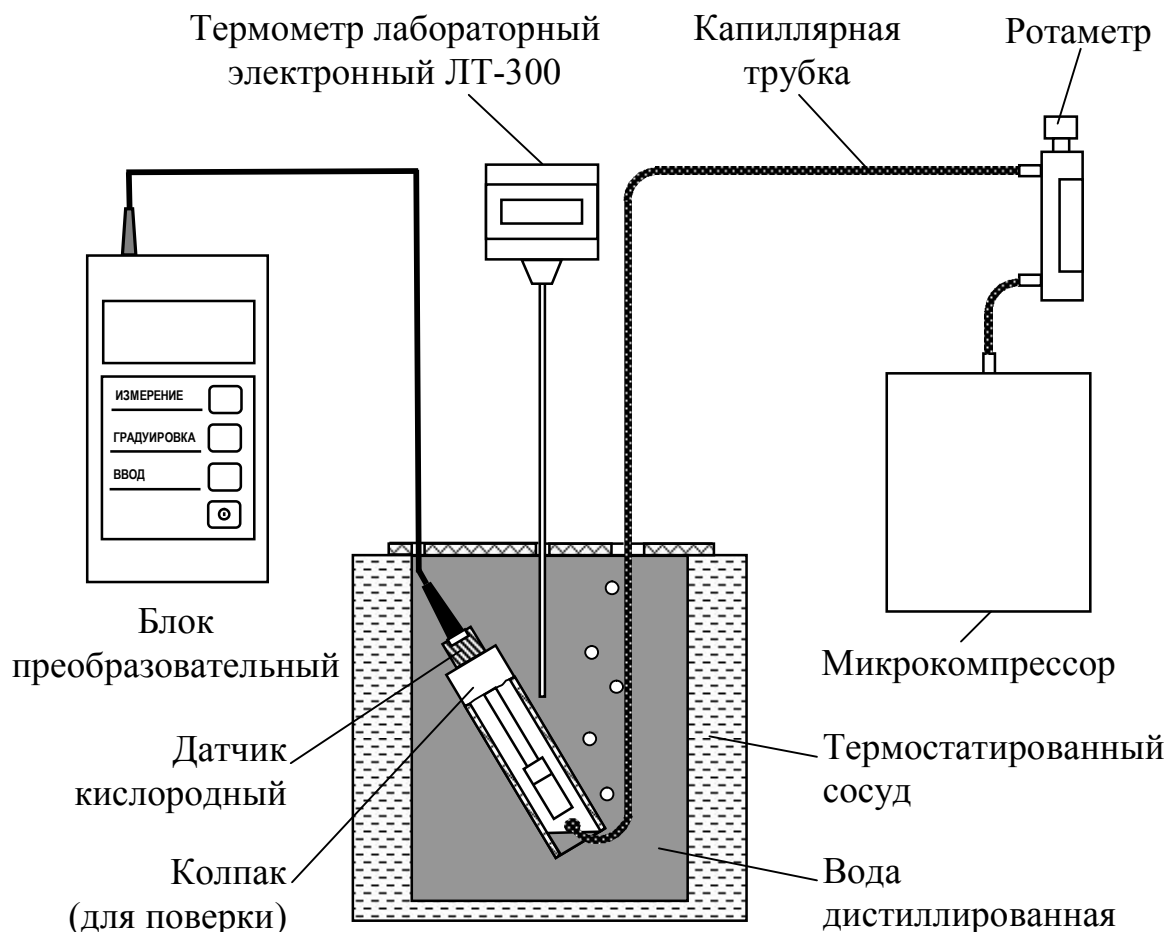 Термометр лабораторный
электронный ЛТ-300
Капиллярная
трубка
Ротаметр
ИЗМЕРЕНИЕ
ГРАДУИРОВКА
ВВОД
Блок
преобразовательный
Микрокомпрессор
Датчик
кислородный
Термостатированный
сосуд
Колпак
(для поверки)
Вода
дистиллированная